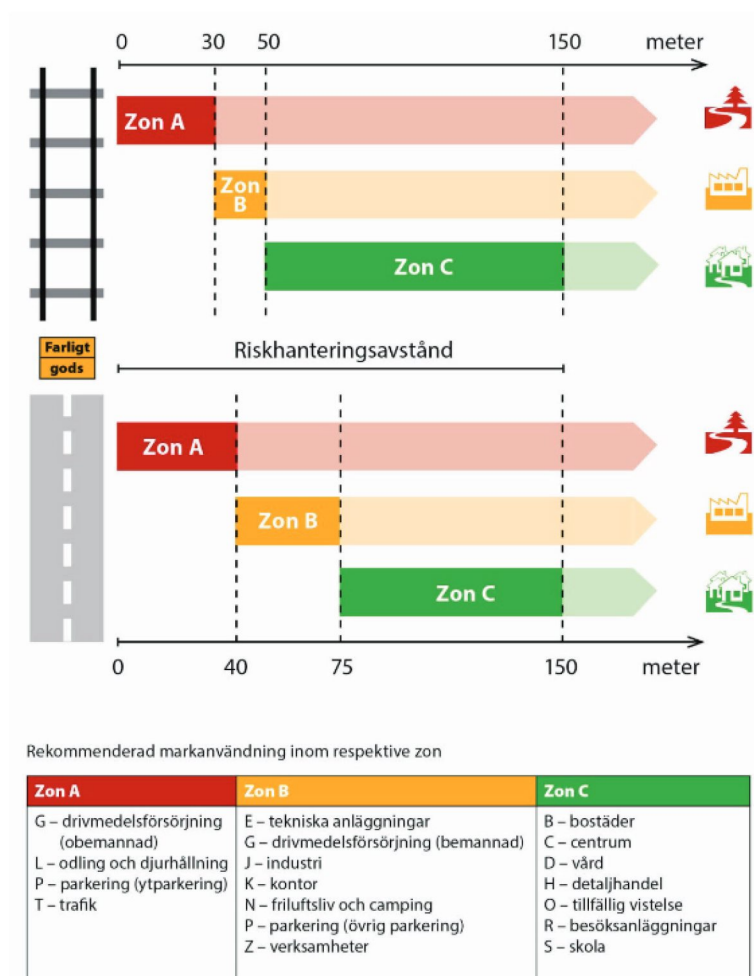 0 30 50 150 meter
Zon A
Zon
B
Zon C
Farligt
gods
Riskhanteringsavstånd
Zon A
Zon B
Zon C
0 40 75 150 meter
Rekommenderad markanvändning inom respektive zon
Zon A
G – drivmedelsförsörjning
(obemannad)
L – odling och djurhållning
P – parkering (ytparkering)
T – trafik
Zon B
E – tekniska anläggningar
G – drivmedelsförsörjning (bemannad)
J – industri
K – kontor
N – friluftsliv och camping
P – parkering (övrig parkering)
Z – verksamheter
Zon C
B – bostäder
C – centrum
D – vård
H – detaljhandel
O – tillfällig vistelse
R – besöksanläggningar
S – skola